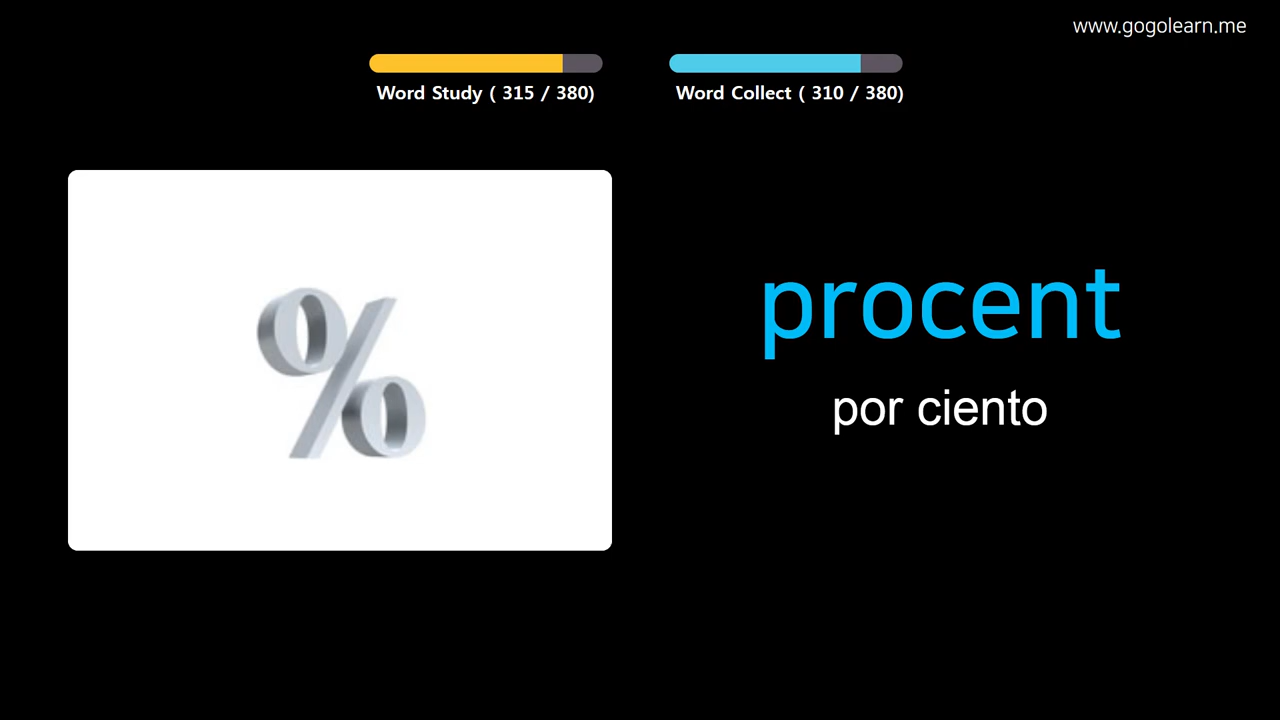 www.gogolearn.me
Word Study ( 315 / 380)
Word Collect ( 310 / 380)
%
procent
por ciento